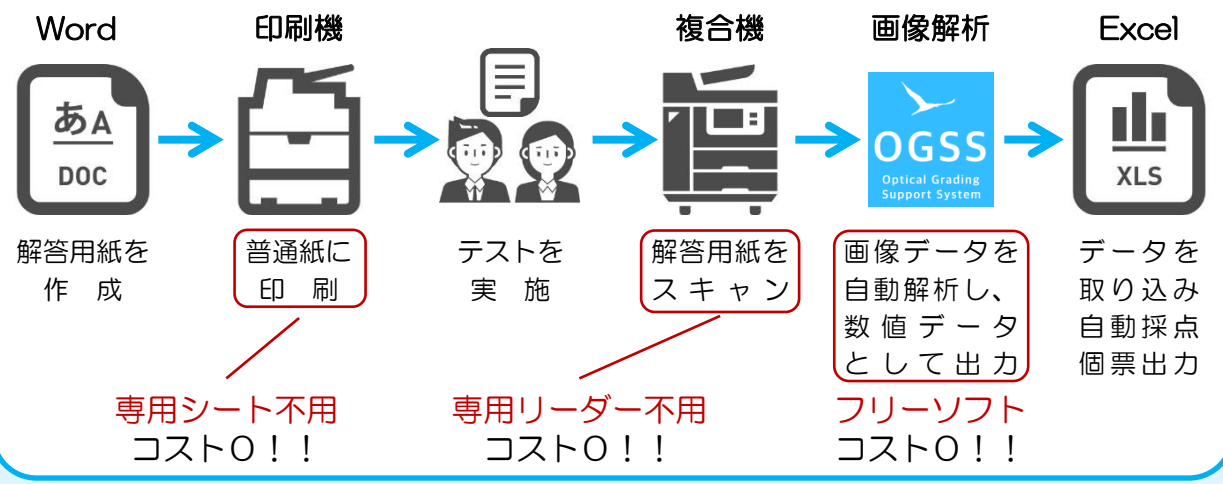 Word
印刷機
複合機
画像解析
Excel
あA
DOC
OGSS
Optical Grading
Support System
XLS
解答用紙を
作 成
普通紙に
印 刷
テストを
実 施
解答用紙を
スキャン
画像データを
自動解析し、
数値データ
として出力
データを
取り込み
自動採点
個票出力
専用シート不用
コスト０！！
専用リーダー不用
コスト０！！
フリーソフト
コスト０！！